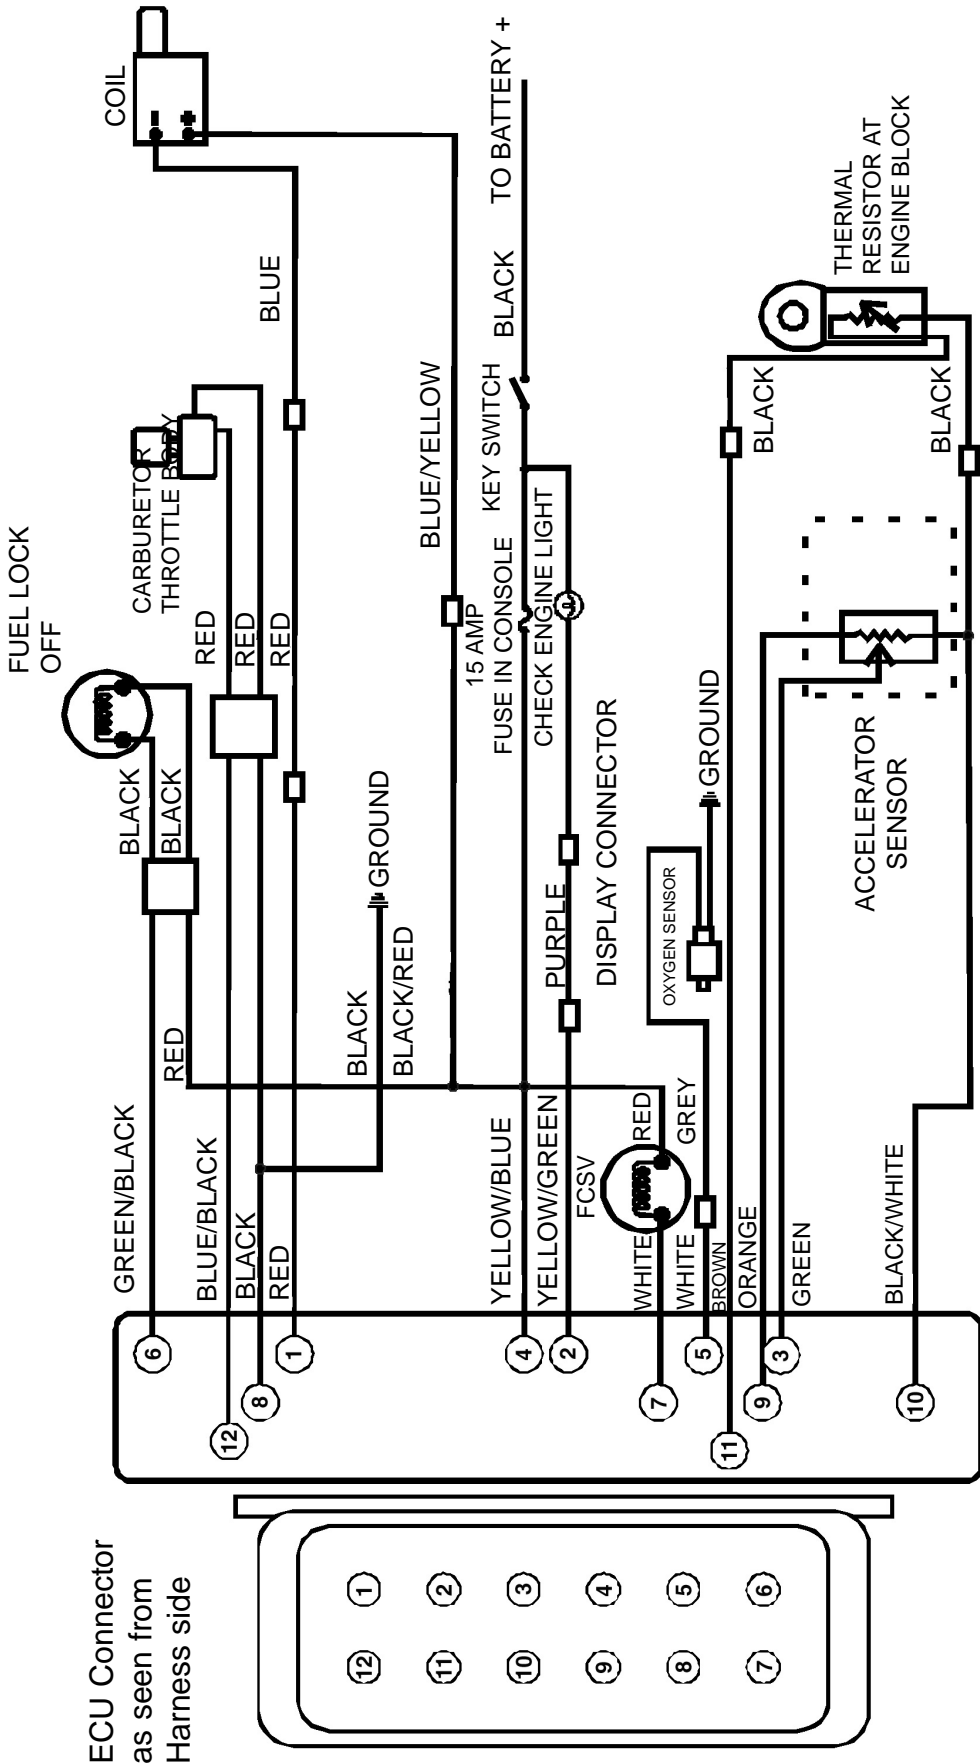 ECU Connector
as seen from
Harness side
12
11
10
9
8
7
1
2
3
4
5
6
6
12
8
1
4
2
7
5
11
9
3
10
GREEN/BLACK
BLUE/BLACK
BLACK
RED
YELLOW/BLUE
YELLOW/GREEN
WHITE
WHITE
BROWN
ORANGE
GREEN
BLACK/WHITE
FCSV
RED
GREY
RED
BLACK
BLACK/RED
GROUND
BLACK
BLACK
FUEL LOCK
OFF
RED
RED
RED
CARBURETOR
THROTTLE BODY
BLUE
COIL
-
+
BLUE/YELLOW
15 AMP
FUSE IN CONSOLE
KEY SWITCH
BLACK
TO BATTERY +
CHECK ENGINE LIGHT
PURPLE
DISPLAY CONNECTOR
OXYGEN SENSOR
GROUND
ACCELERATOR
SENSOR
BLACK
BLACK
THERMAL
RESISTOR AT
ENGINE BLOCK